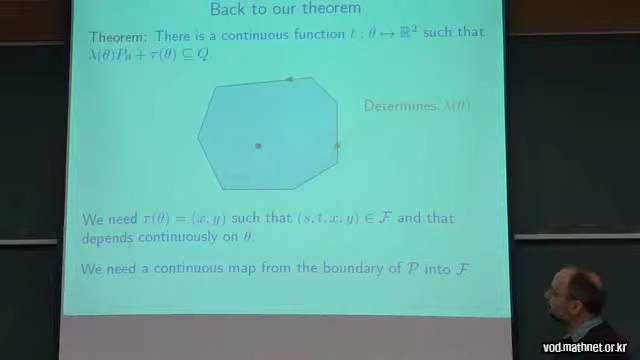 Back to our theorem
Theorem: There is a continuous function t : θ ↦ ℝ² such that
λ(θ)P_θ + τ(θ) ⊆ Q.
Determines λ(θ)
We need τ(θ) = (x, y) such that (s, t, x, y) ∈ ℱ and that
depends continuously on θ.
We need a continuous map from the boundary of 𝒫 into ℱ
vod.mathnet.or.kr